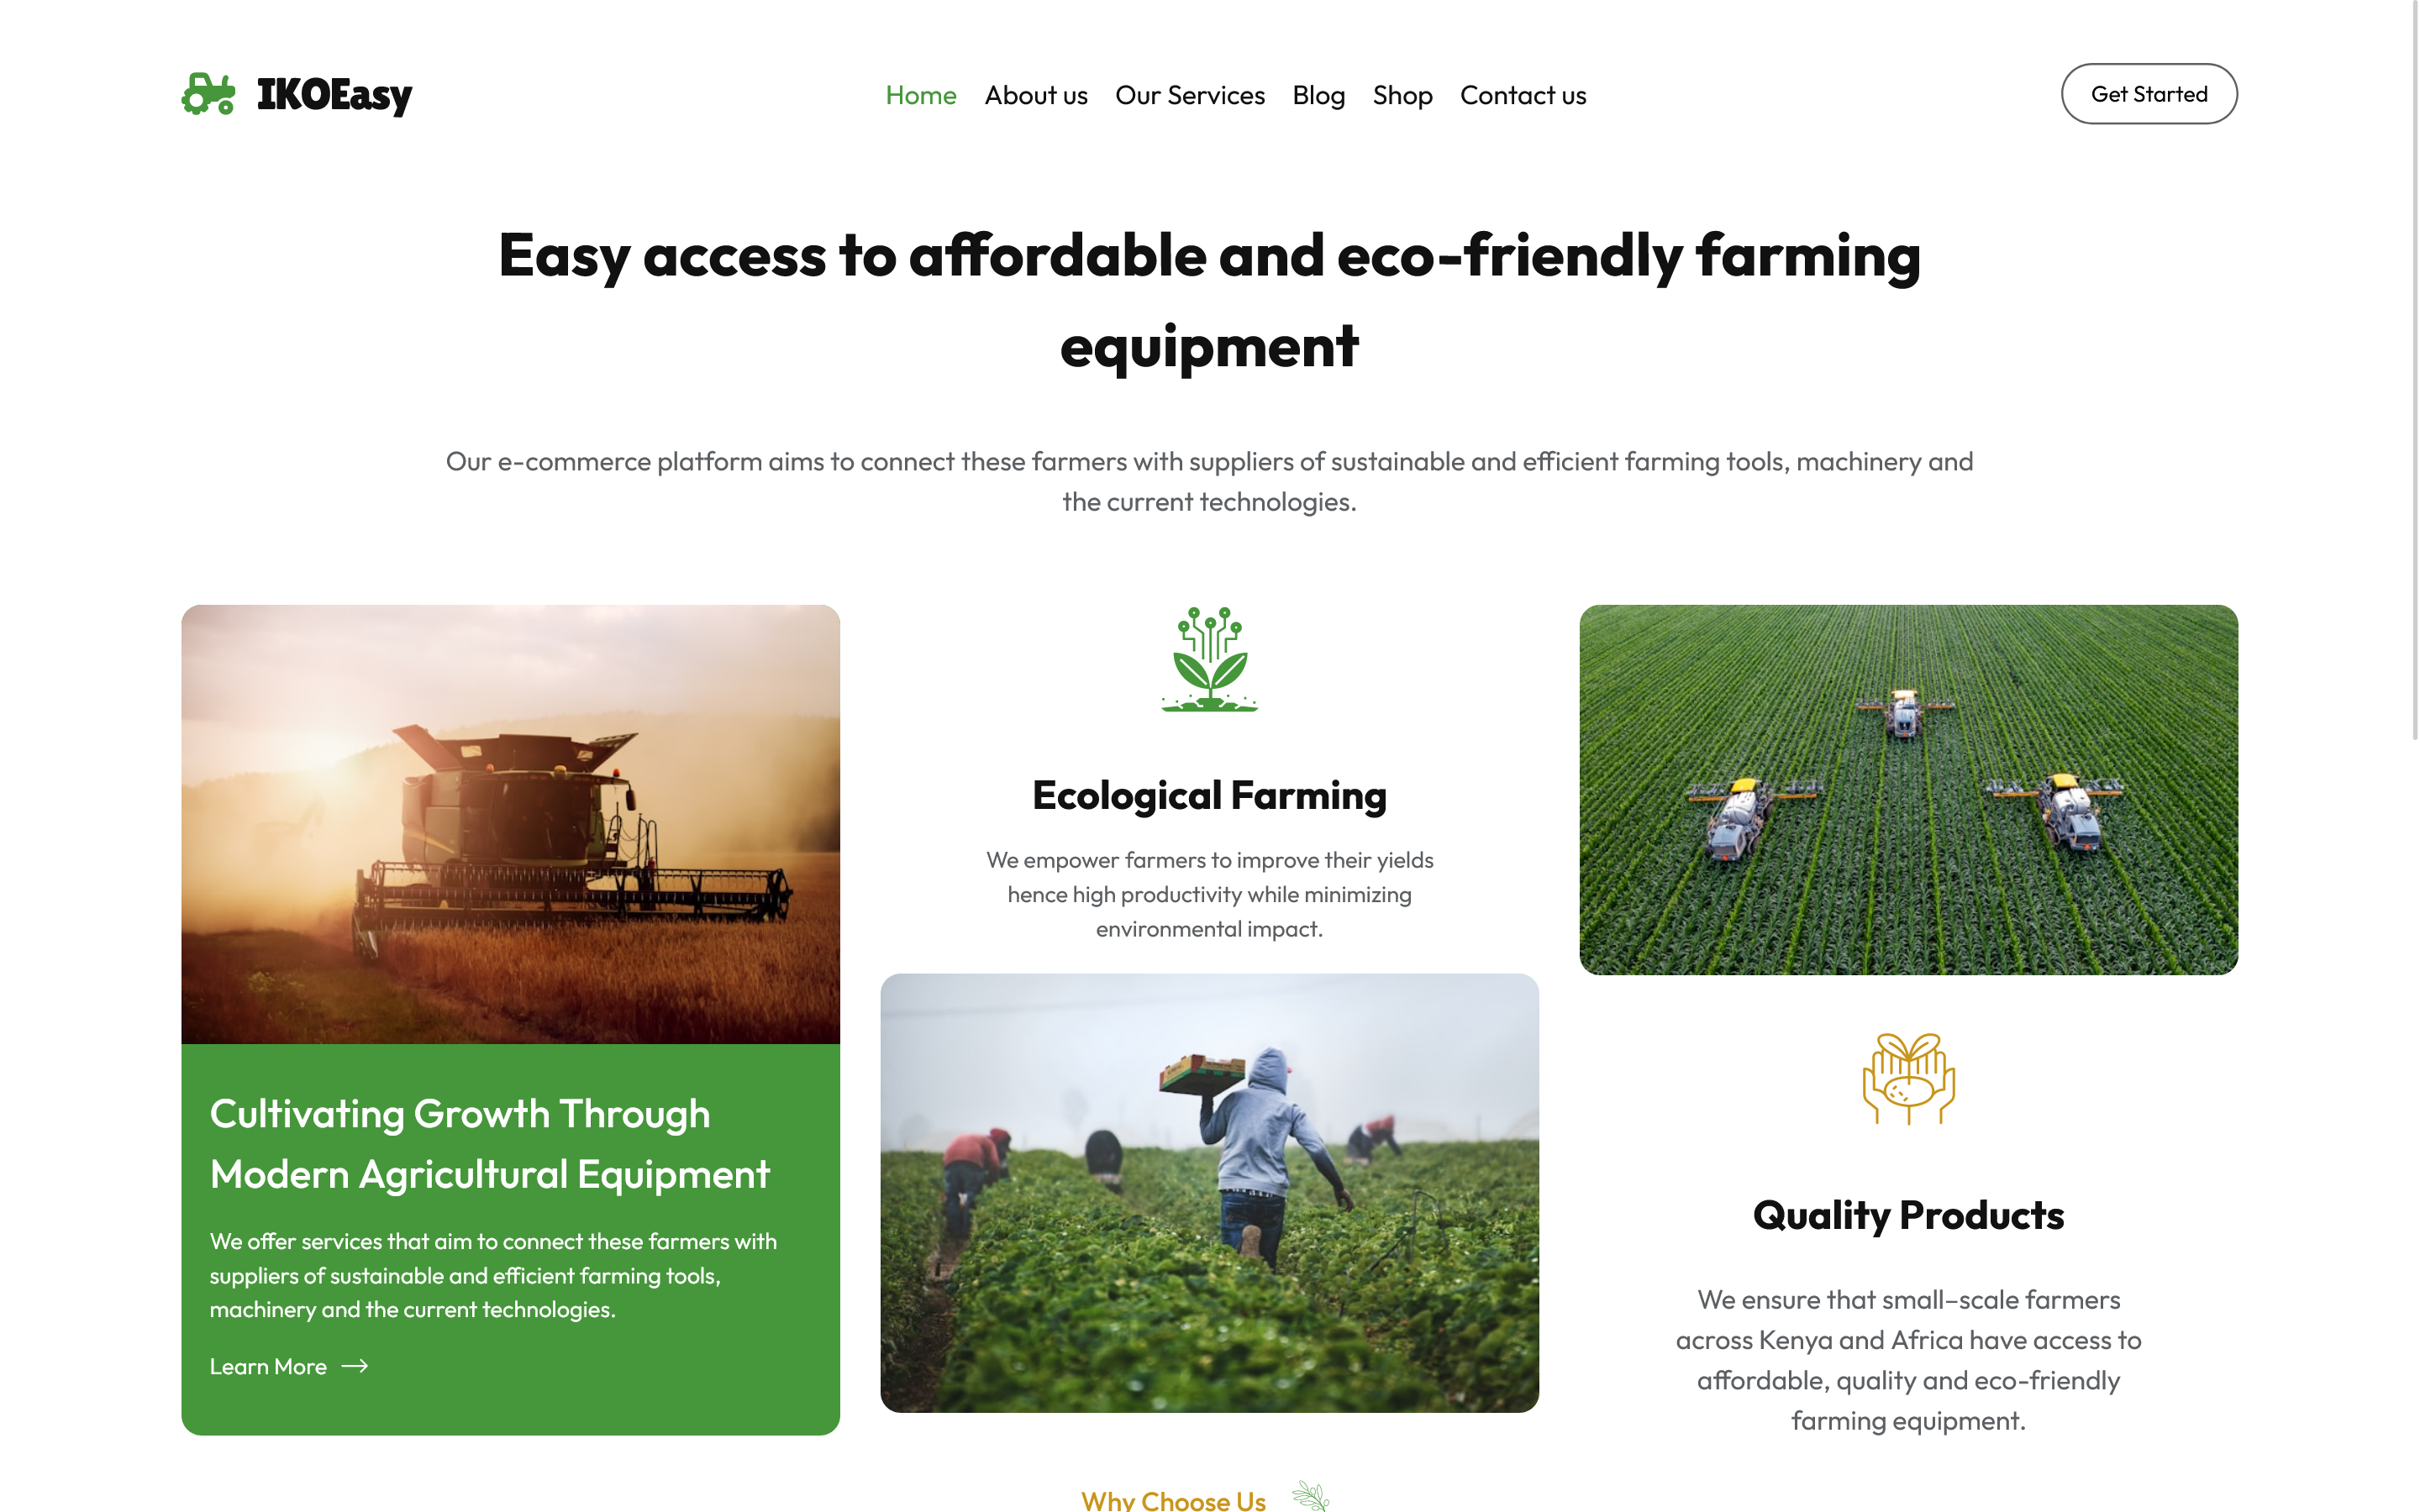 IKOEasy
Home About us Our Services Blog Shop Contact us
Get Started
Easy access to affordable and eco-friendly farming
equipment
Our e-commerce platform aims to connect these farmers with suppliers of sustainable and efficient farming tools, machinery and
the current technologies.
Cultivating Growth Through
Modern Agricultural Equipment
We offer services that aim to connect these farmers with
suppliers of sustainable and efficient farming tools,
machinery and the current technologies.
Learn More
Ecological Farming
We empower farmers to improve their yields
hence high productivity while minimizing
environmental impact.
Quality Products
We ensure that small–scale farmers
across Kenya and Africa have access to
affordable, quality and eco-friendly
farming equipment.
Why Choose Us